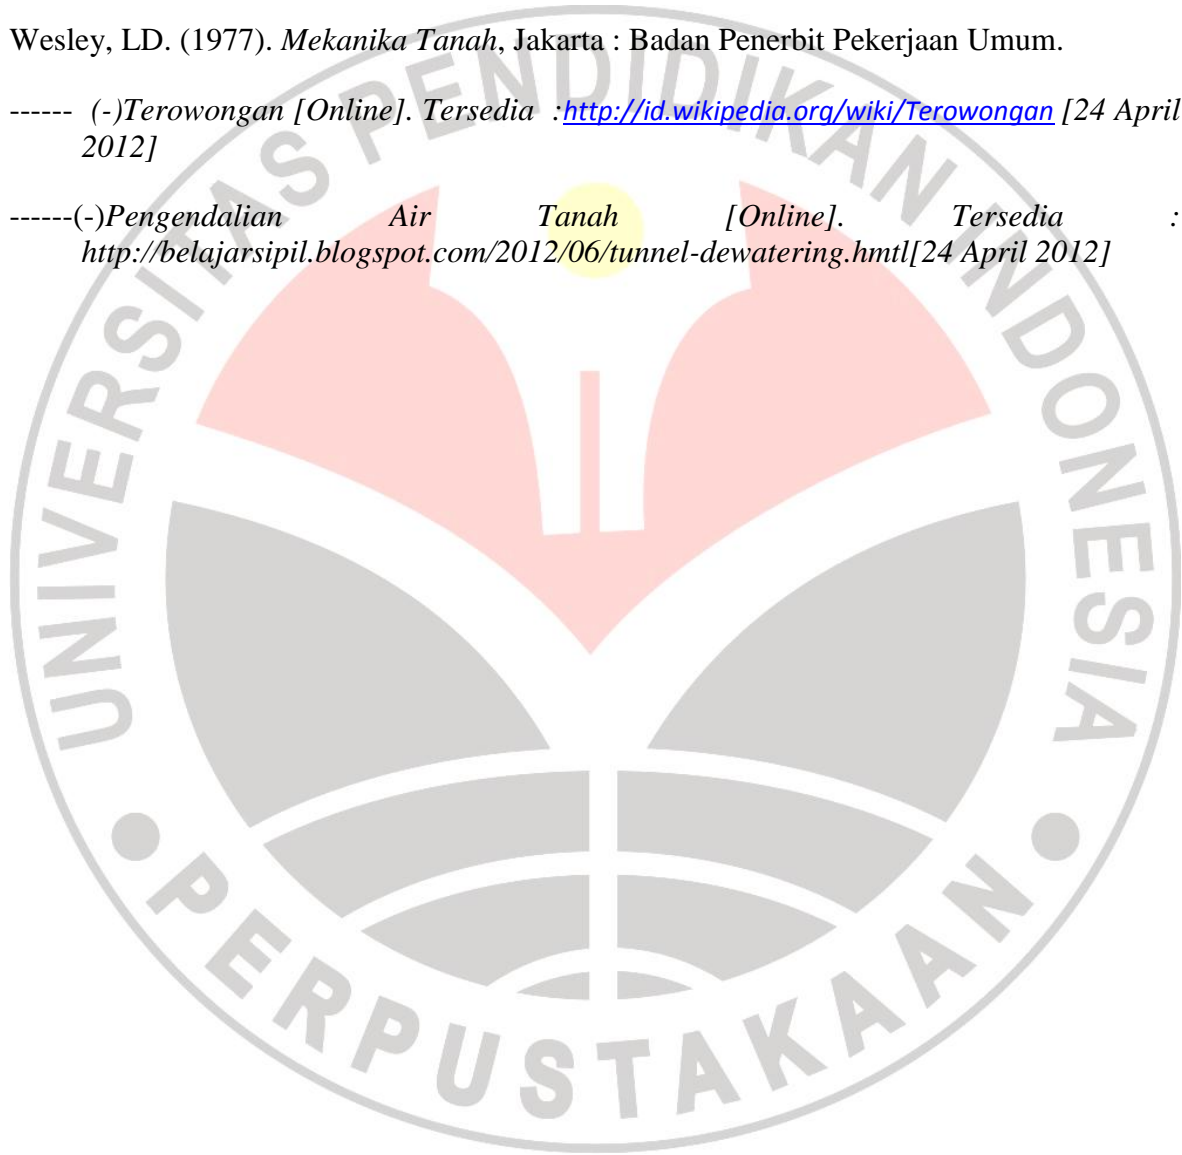 Wesley, LD. (1977). Mekanika Tanah, Jakarta : Badan Penerbit Pekerjaan Umum.
------ (-)Terowongan [Online]. Tersedia :http://id.wikipedia.org/wiki/Terowongan [24 April
2012]
------(-)Pengendalian Air Tanah [Online]. Tersedia :
http://belajarsipil.blogspot.com/2012/06/tunnel-dewatering.hmtl[24 April 2012]
UNIVERSITAS PENDIDIKAN INDONESIA
PERPUSTAKAAN